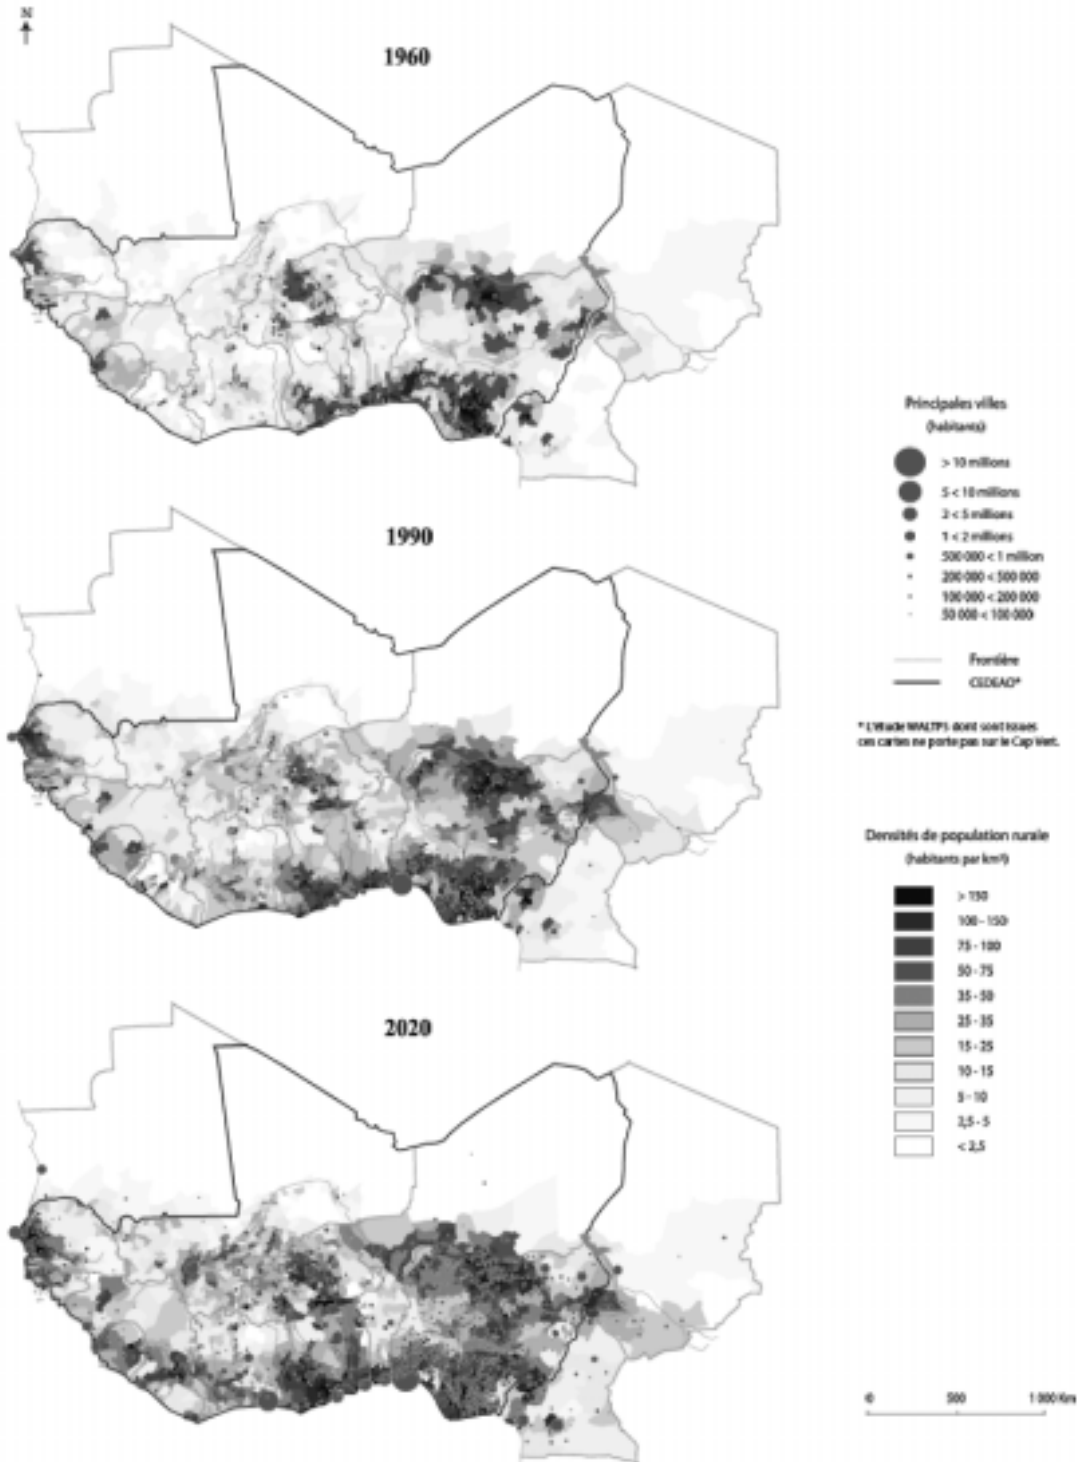 N
1960
1990
2020
Principales villes
(habitants)
> 10 millions
5 < 10 millions
2 < 5 millions
1 < 2 millions
500 000 < 1 million
200 000 < 500 000
100 000 < 200 000
50 000 < 100 000
Frontière
CEDEAO*
* L'étude WALTPS dont sont issues
ces cartes ne porte pas sur le Cap Vert.
Densités de population rurale
(habitants par km²)
> 150
100 - 150
75 - 100
50 - 75
35 - 50
25 - 35
15 - 25
10 - 15
5 - 10
2,5 - 5
< 2,5
0 500 1 000 Km